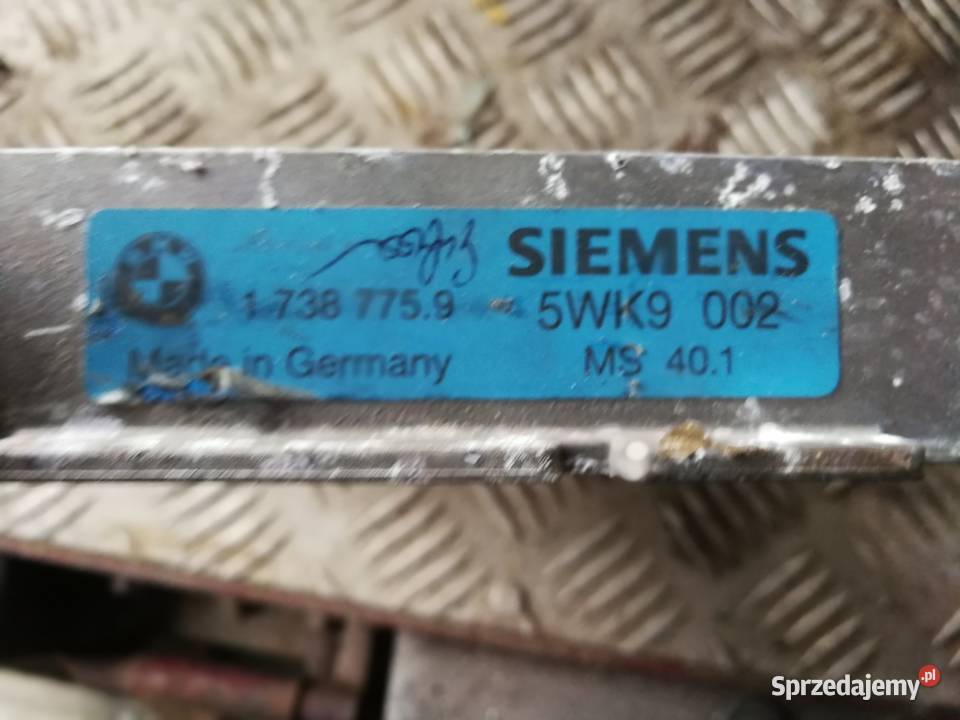 SIEMENS
1 738 775.9 - 5WK9 002
Made in Germany MS 40.1
Sprzedajemy.pl